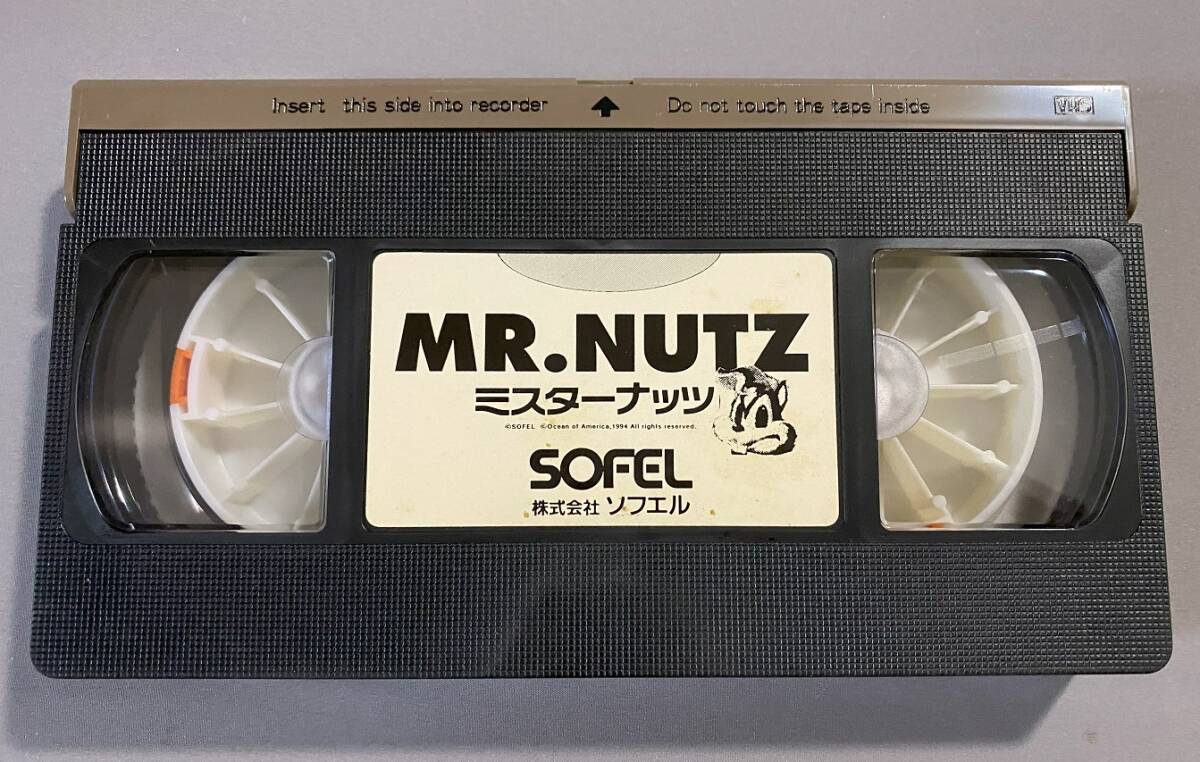 Insert this side into recorder
Do not touch the tape inside
VHS
MR.NUTZ
ミスターナッツ
©SOFEL ©Ocean of America,1994 All rights reserved.
SOFEL
株式会社 ソフエル